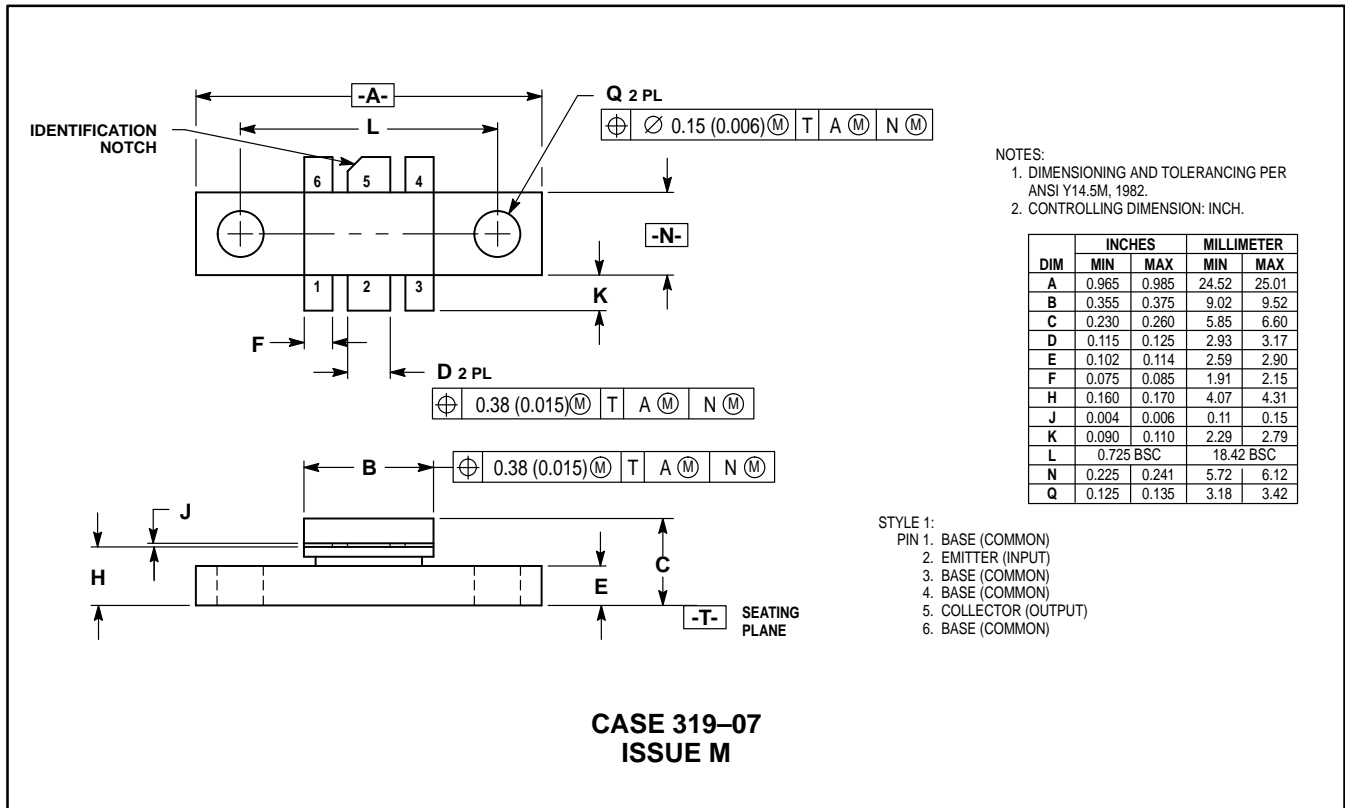 -A-
Q 2 PL
L
IDENTIFICATION
NOTCH
⌖ ∅ 0.15 (0.006) Ⓜ T A Ⓜ N Ⓜ
6 5 4
-N-
1 2 3
K
F
D 2 PL
⌖ 0.38 (0.015) Ⓜ T A Ⓜ N Ⓜ
B
⌖ 0.38 (0.015) Ⓜ T A Ⓜ N Ⓜ
J
H
E
C
-T- SEATING
PLANE
NOTES:
1. DIMENSIONING AND TOLERANCING PER
ANSI Y14.5M, 1982.
2. CONTROLLING DIMENSION: INCH.
INCHES MILLIMETER
DIM MIN MAX MIN MAX
A 0.965 0.985 24.52 25.01
B 0.355 0.375 9.02 9.52
C 0.230 0.260 5.85 6.60
D 0.115 0.125 2.93 3.17
E 0.102 0.114 2.59 2.90
F 0.075 0.085 1.91 2.15
H 0.160 0.170 4.07 4.31
J 0.004 0.006 0.11 0.15
K 0.090 0.110 2.29 2.79
L 0.725 BSC 18.42 BSC
N 0.225 0.241 5.72 6.12
Q 0.125 0.135 3.18 3.42
STYLE 1:
PIN 1. BASE (COMMON)
2. EMITTER (INPUT)
3. BASE (COMMON)
4. BASE (COMMON)
5. COLLECTOR (OUTPUT)
6. BASE (COMMON)
CASE 319–07
ISSUE M